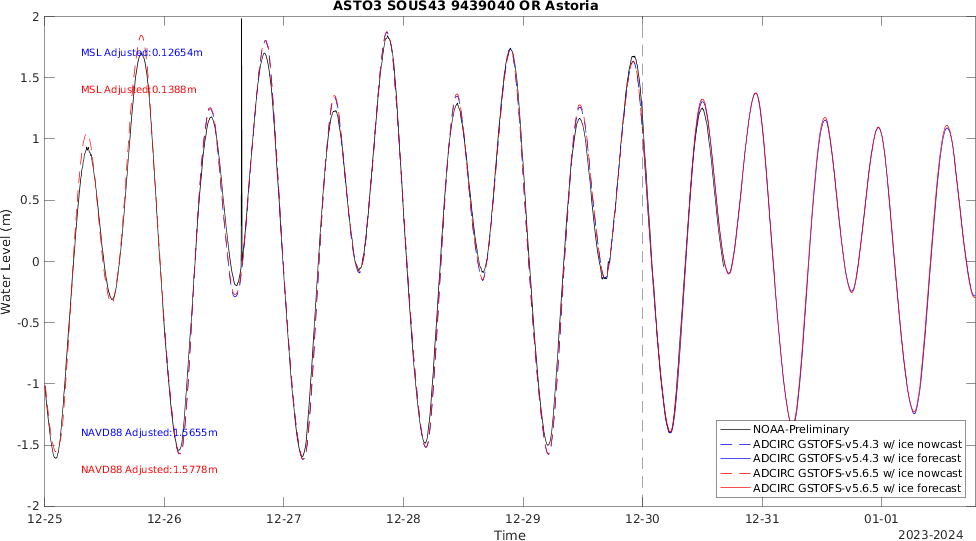 ASTO3 SOUS43 9439040 OR Astoria
2
1.5
1
0.5
0
-0.5
-1
-1.5
-2
Water Level (m)
MSL Adjusted:0.12654m
MSL Adjusted:0.1388m
NAVD88 Adjusted:1.5655m
NAVD88 Adjusted:1.5778m
NOAA-Preliminary
ADCIRC GSTOFS-v5.4.3 w/ ice nowcast
ADCIRC GSTOFS-v5.4.3 w/ ice forecast
ADCIRC GSTOFS-v5.6.5 w/ ice nowcast
ADCIRC GSTOFS-v5.6.5 w/ ice forecast
12-25 12-26 12-27 12-28 12-29 12-30 12-31 01-01
Time
2023-2024